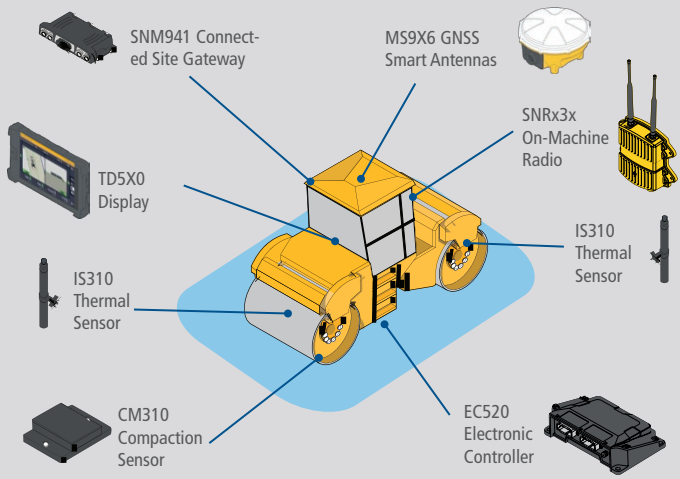 SNM941 Connect-
ed Site Gateway
MS9X6 GNSS
Smart Antennas
SNRx3x
On-Machine
Radio
TD5X0
Display
IS310
Thermal
Sensor
IS310
Thermal
Sensor
CM310
Compaction
Sensor
EC520
Electronic
Controller